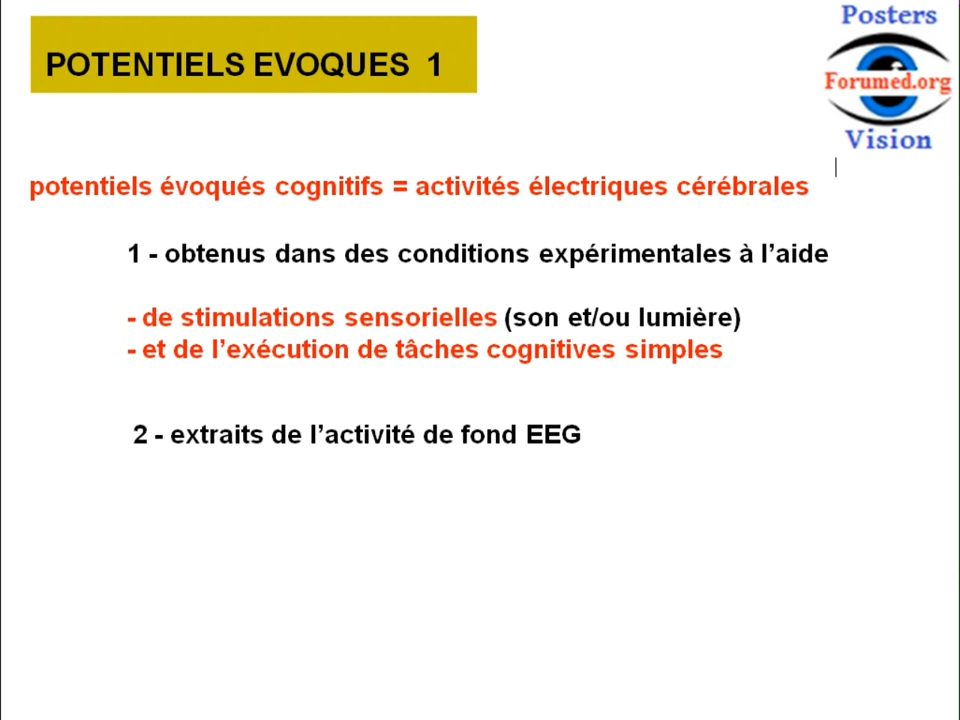 POTENTIELS EVOQUES 1
Posters
Forumed.org
Vision
potentiels évoqués cognitifs = activités électriques cérébrales
1 - obtenus dans des conditions expérimentales à l'aide
- de stimulations sensorielles (son et/ou lumière)
- et de l'exécution de tâches cognitives simples
2 - extraits de l'activité de fond EEG